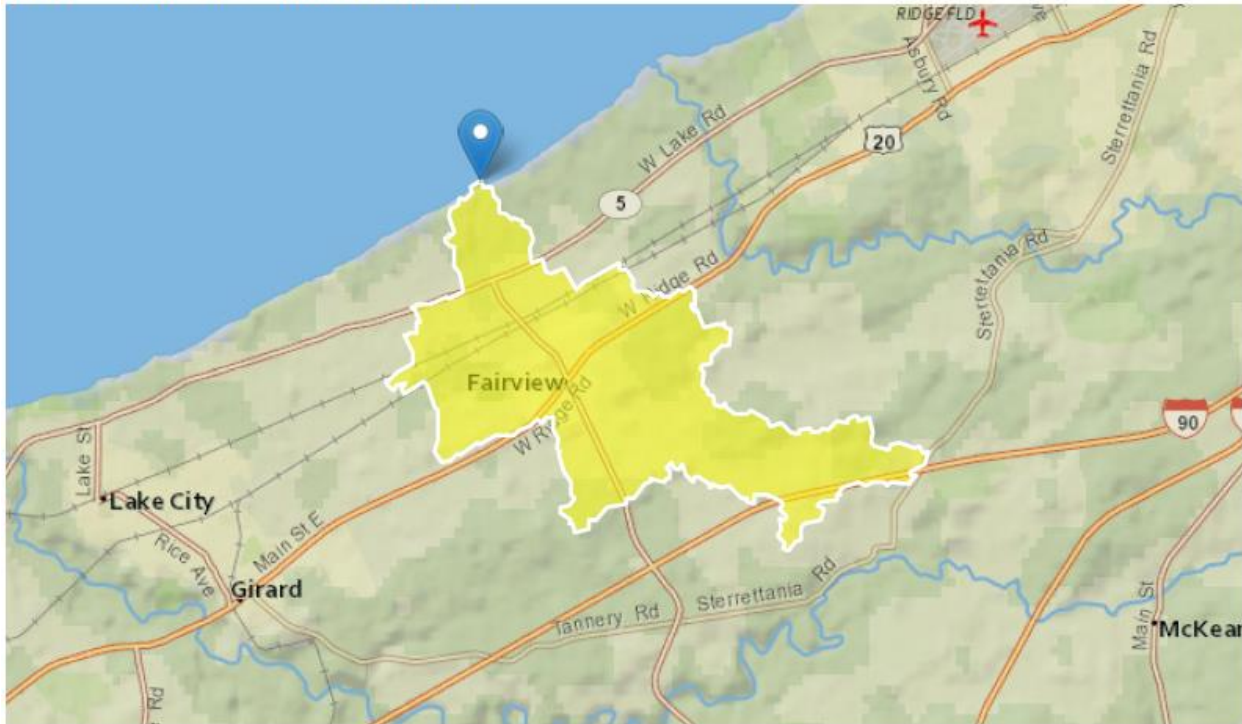 RIDGE FLD
Asbury Rd
Sterrettania Rd
W Lake Rd
20
5
W Ridge Rd
Sterrettania Rd
Fairview
W Ridge Rd
90
Lake St
Lake City
Rice Ave
Main St E
Girard
Tannery Rd
Sterrettania Rd
Main St
McKean
Rd